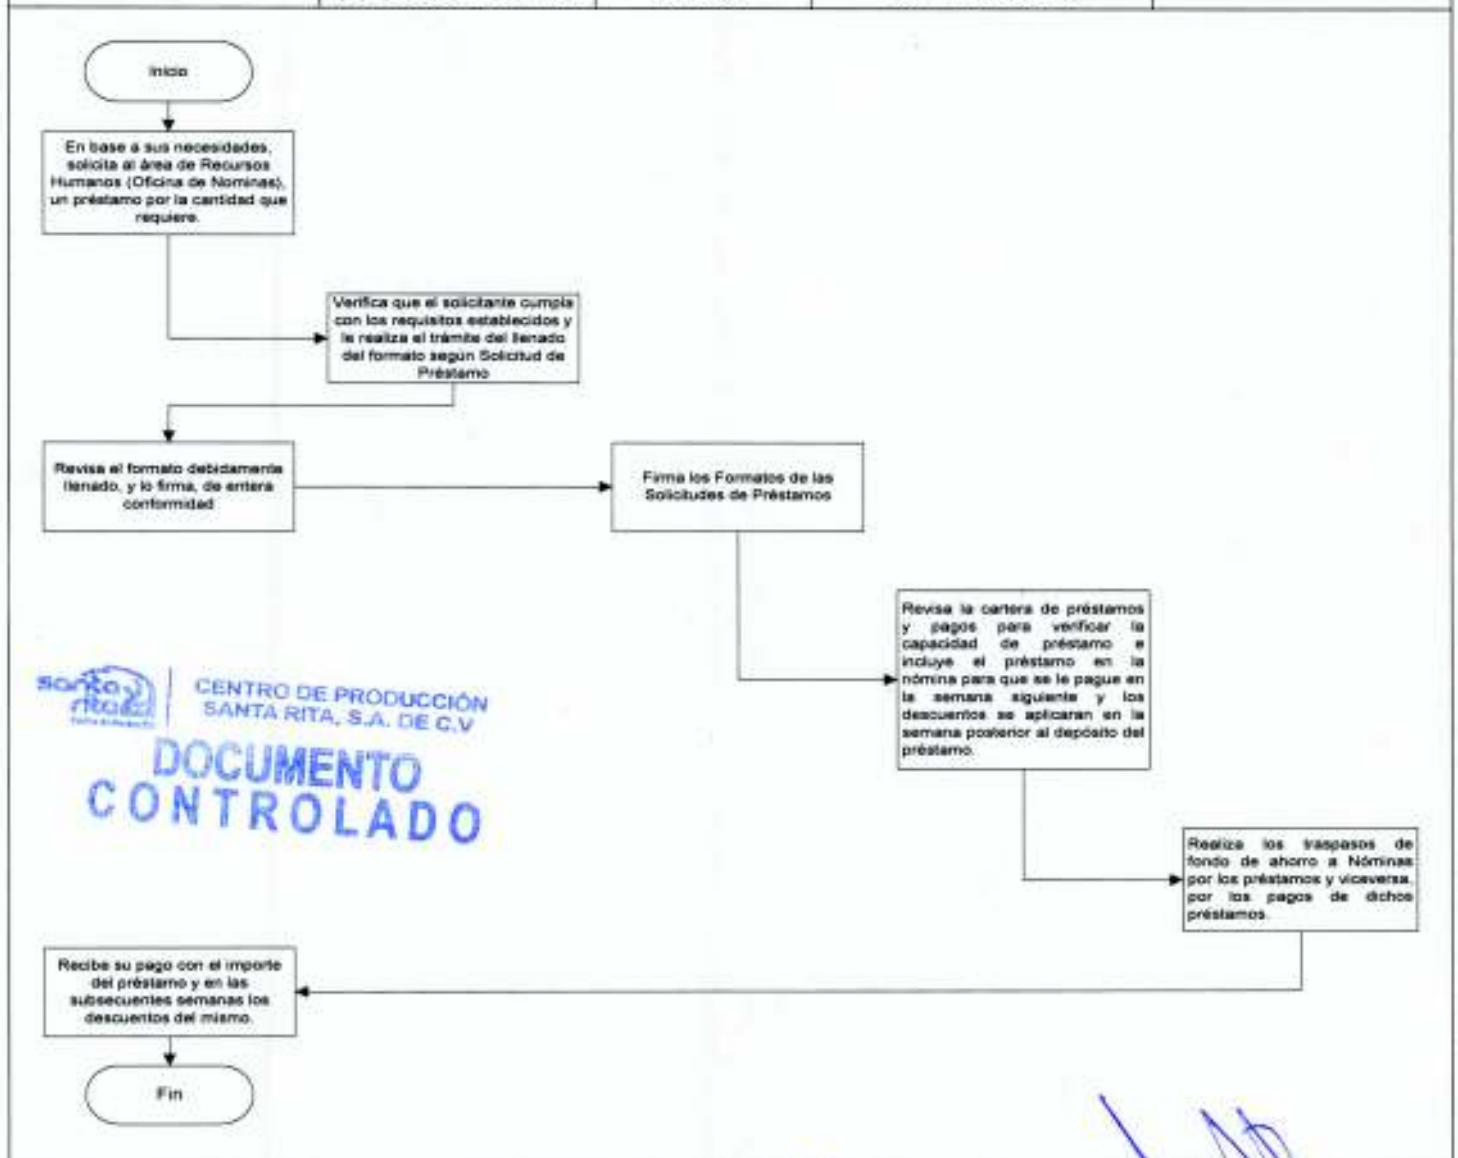 Inicio
En base a sus necesidades,
solicita al área de Recursos
Humanos (Oficina de Nominas),
un préstamo por la cantidad que
requiere.
Verifica que el solicitante cumpla
con los requisitos establecidos y
le realiza el trámite del llenado
del formato según Solicitud de
Préstamo
Revisa el formato debidamente
llenado, y lo firma, de entera
conformidad
Firma los Formatos de las
Solicitudes de Préstamos
Revisa la cartera de préstamos
y pagos para verificar la
capacidad de préstamo e
incluye el préstamo en la
nómina para que se le pague en
la semana siguiente y los
descuentos se aplicaran en la
semana posterior al depósito del
préstamo.
santa
rita
CENTRO DE PRODUCCIÓN
SANTA RITA, S.A. DE C.V
DOCUMENTO
CONTROLADO
Realiza los traspasos de
fondo de ahorro a Nóminas
por los préstamos y viceversa,
por los pagos de dichos
préstamos.
Recibe su pago con el importe
del préstamo y en las
subsecuentes semanas los
descuentos del mismo.
Fin